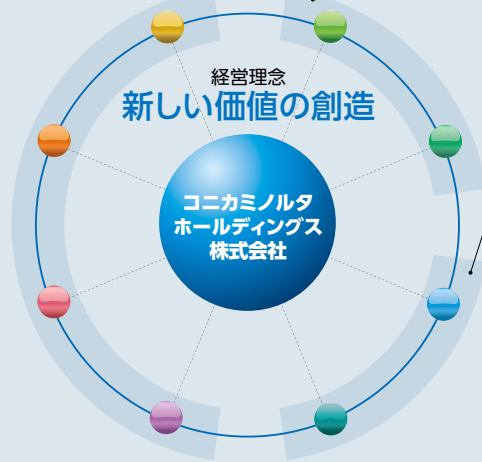 経営理念
新しい価値の創造
コニカミノルタ
ホールディングス
株式会社